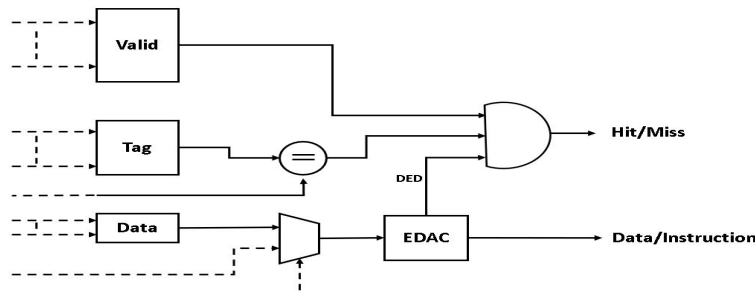 Valid
Hit/Miss
Tag
==
DED
Data
EDAC
Data/Instruction